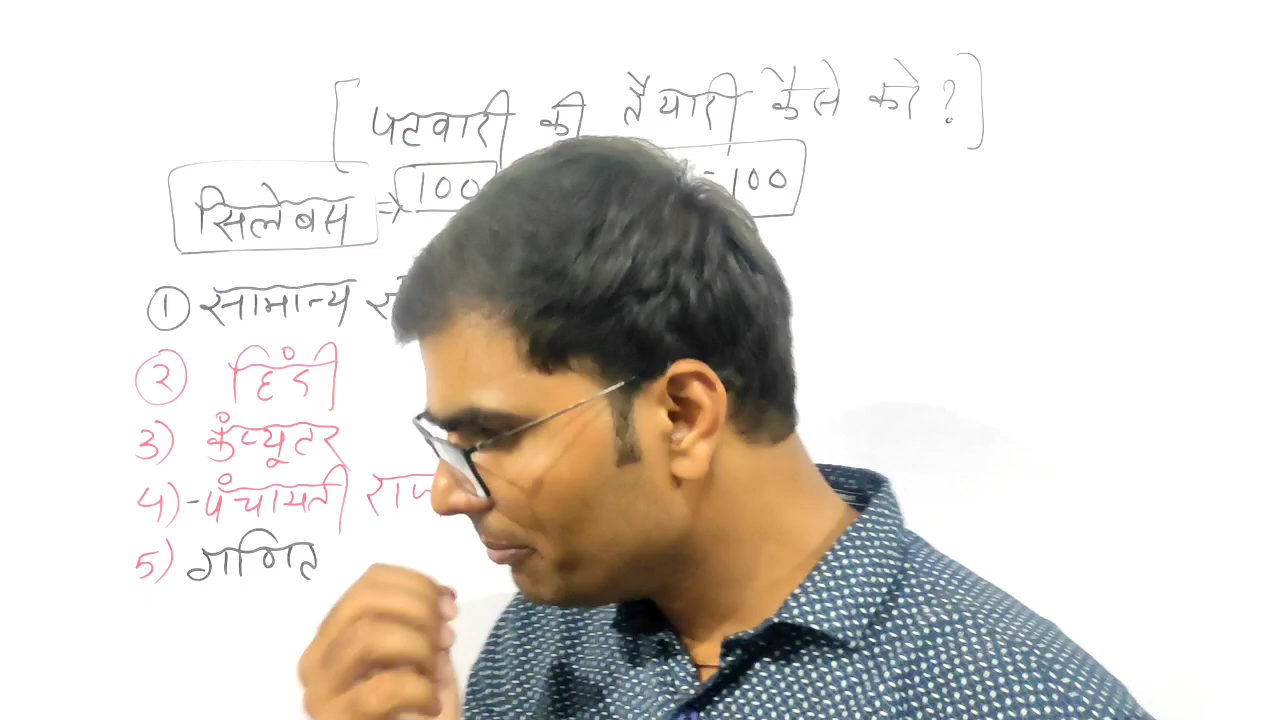 [पटवारी की तैयारी कैसे करे ?]
सिलेबस ⇒ 100 = 100
① सामान्य
② हिंदी
3) कंप्यूटर
4) - पंचायती राज
5) गणित